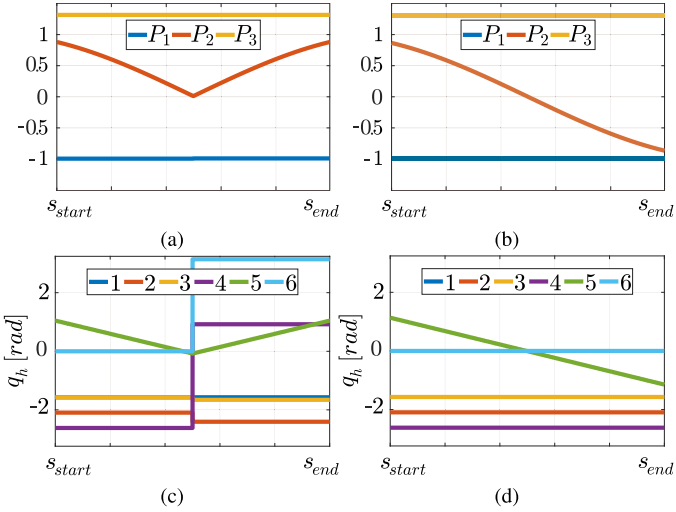 P1 P2 P3
1
0.5
0
-0.5
-1
s_start s_end
(a)
P1 P2 P3
1
0.5
0
-0.5
-1
s_start s_end
(b)
1 2 3 4 5 6
2
0
-2
q_h [rad]
s_start s_end
(c)
1 2 3 4 5 6
2
0
-2
q_h [rad]
s_start s_end
(d)